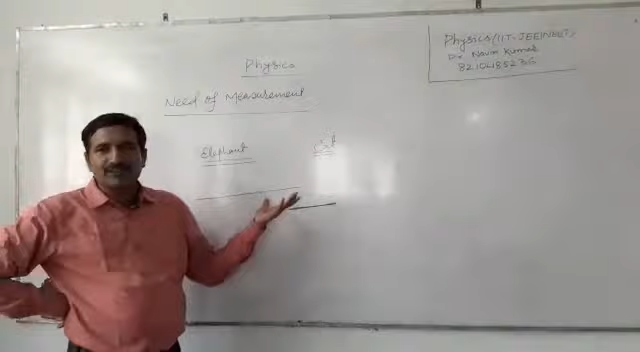 Physics
Need of Measurement
Elephant
Physics (IIT-JEE/NEET)
Dr Navin Kumar
8210485236